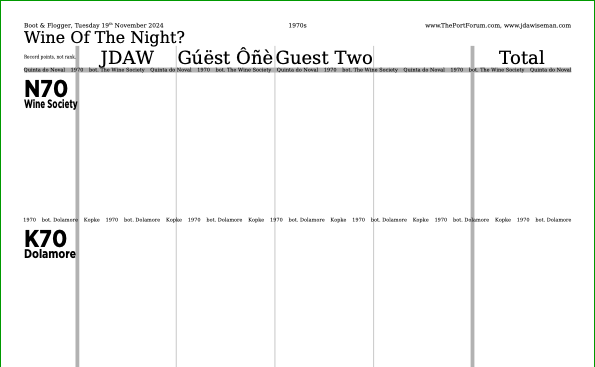 Boot & Flogger, Tuesday 19th November 2024 1970s www.ThePortForum.com, www.jdawiseman.com
Wine Of The Night?
Record points, not rank. JDAW Gúëst Ôñè Guest Two Total
Quinta do Noval 1970 bot. The Wine Society Quinta do Noval 1970 bot. The Wine Society Quinta do Noval 1970 bot. The Wine Society Quinta do Noval 1970 bot. The Wine Society Quinta do Noval
N70
Wine Society
1970 bot. Dolamore Kopke 1970 bot. Dolamore Kopke 1970 bot. Dolamore Kopke 1970 bot. Dolamore Kopke 1970 bot. Dolamore Kopke 1970 bot. Dolamore Kopke 1970 bot. Dolamore
K70
Dolamore